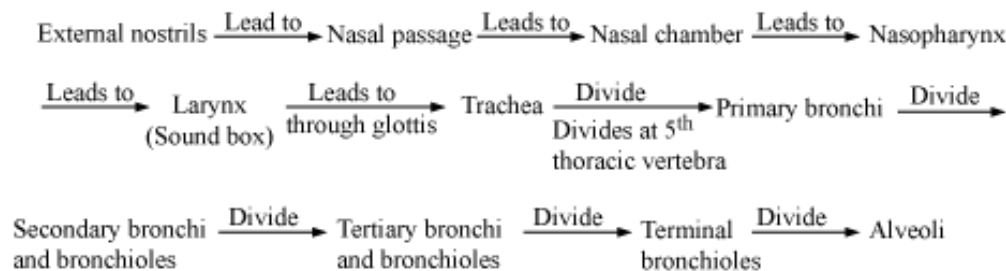 External nostrils Lead to Nasal passage Leads to Nasal chamber Leads to Nasopharynx
Leads to Larynx Leads to Trachea Divide Primary bronchi Divide
(Sound box) through glottis Divides at 5th
thoracic vertebra
Secondary bronchi Divide Tertiary bronchi Divide Terminal Divide Alveoli
and bronchioles and bronchioles bronchioles